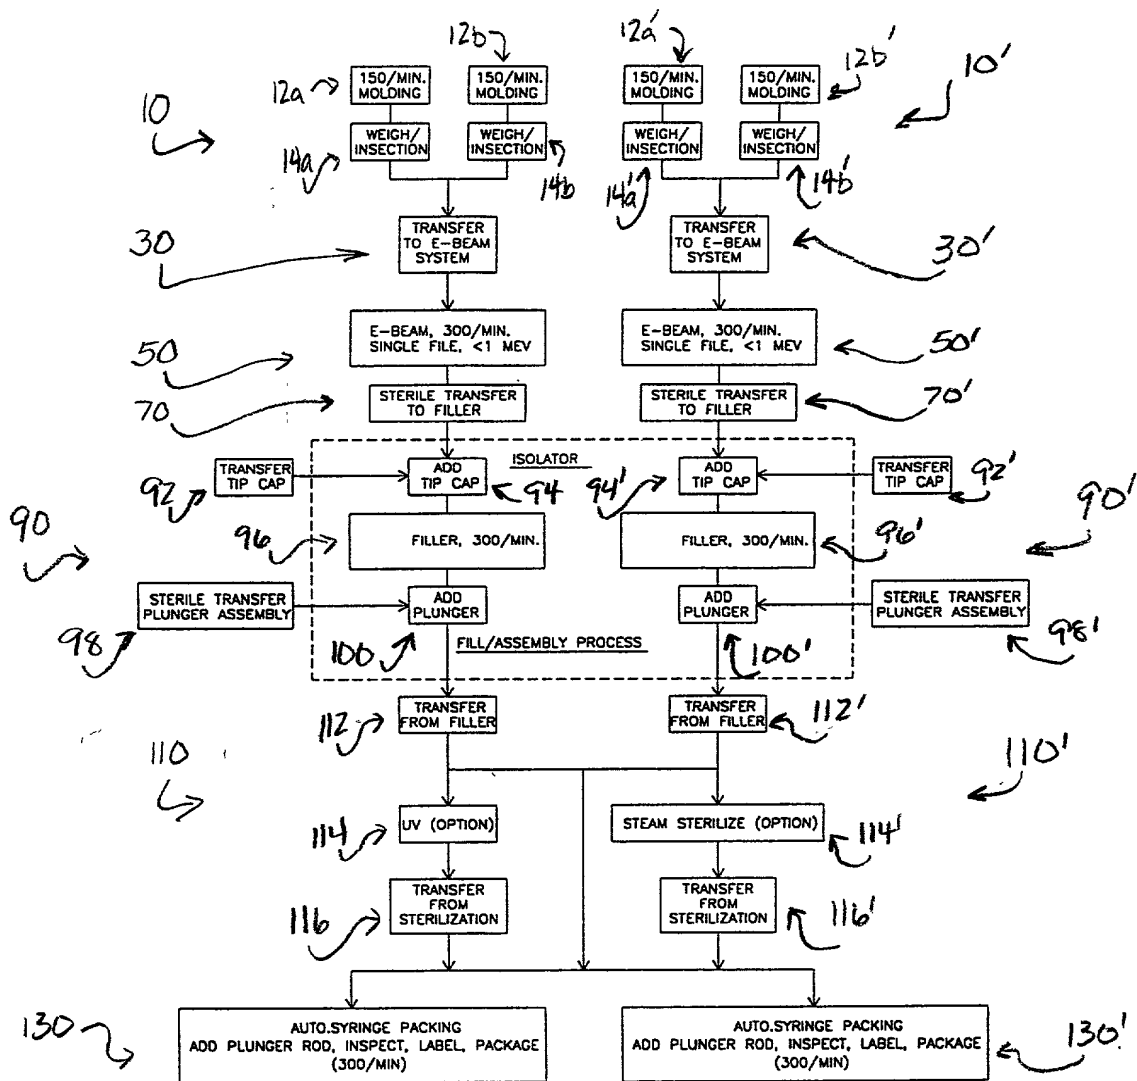 12b
12a'
12b'
10'
150/MIN.
MOLDING
150/MIN.
MOLDING
150/MIN.
MOLDING
150/MIN.
MOLDING
12a
10
WEIGH/
INSECTION
WEIGH/
INSECTION
WEIGH/
INSECTION
WEIGH/
INSECTION
14a
14b
14a'
14b'
30
TRANSFER
TO E-BEAM
SYSTEM
TRANSFER
TO E-BEAM
SYSTEM
30'
50
E-BEAM, 300/MIN.
SINGLE FILE, <1 MEV
E-BEAM, 300/MIN.
SINGLE FILE, <1 MEV
50'
70
STERILE TRANSFER
TO FILLER
STERILE TRANSFER
TO FILLER
70'
ISOLATOR
92
TRANSFER
TIP CAP
ADD
TIP CAP
94
94'
ADD
TIP CAP
TRANSFER
TIP CAP
92'
90
96
FILLER, 300/MIN.
FILLER, 300/MIN.
96'
90'
98
STERILE TRANSFER
PLUNGER ASSEMBLY
ADD
PLUNGER
ADD
PLUNGER
STERILE TRANSFER
PLUNGER ASSEMBLY
98'
100
FILL/ASSEMBLY PROCESS
100'
112
TRANSFER
FROM FILLER
TRANSFER
FROM FILLER
112'
110
110'
114
UV (OPTION)
STEAM STERILIZE (OPTION)
114'
116
TRANSFER
FROM
STERILIZATION
TRANSFER
FROM
STERILIZATION
116'
130
AUTO.SYRINGE PACKING
ADD PLUNGER ROD, INSPECT, LABEL, PACKAGE
(300/MIN)
AUTO.SYRINGE PACKING
ADD PLUNGER ROD, INSPECT, LABEL, PACKAGE
(300/MIN)
130'